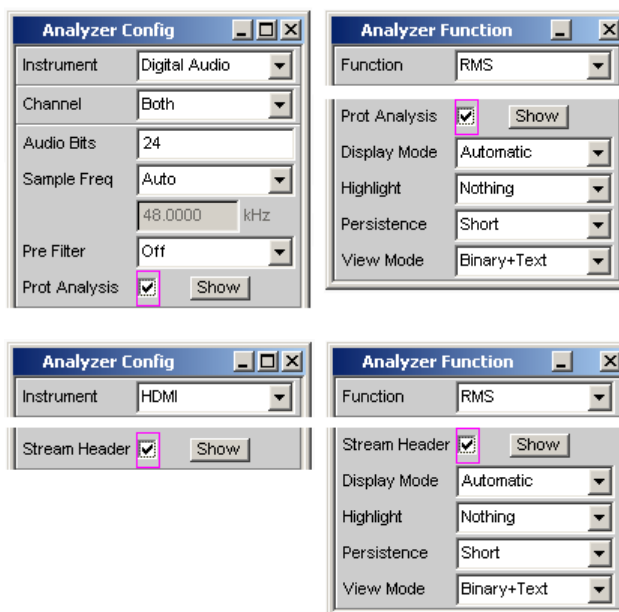 Analyzer Config
Instrument Digital Audio
Channel Both
Audio Bits 24
Sample Freq Auto
48.0000 kHz
Pre Filter Off
Prot Analysis Show
Analyzer Function
Function RMS
Prot Analysis Show
Display Mode Automatic
Highlight Nothing
Persistence Short
View Mode Binary+Text
Analyzer Config
Instrument HDMI
Stream Header Show
Analyzer Function
Function RMS
Stream Header Show
Display Mode Automatic
Highlight Nothing
Persistence Short
View Mode Binary+Text